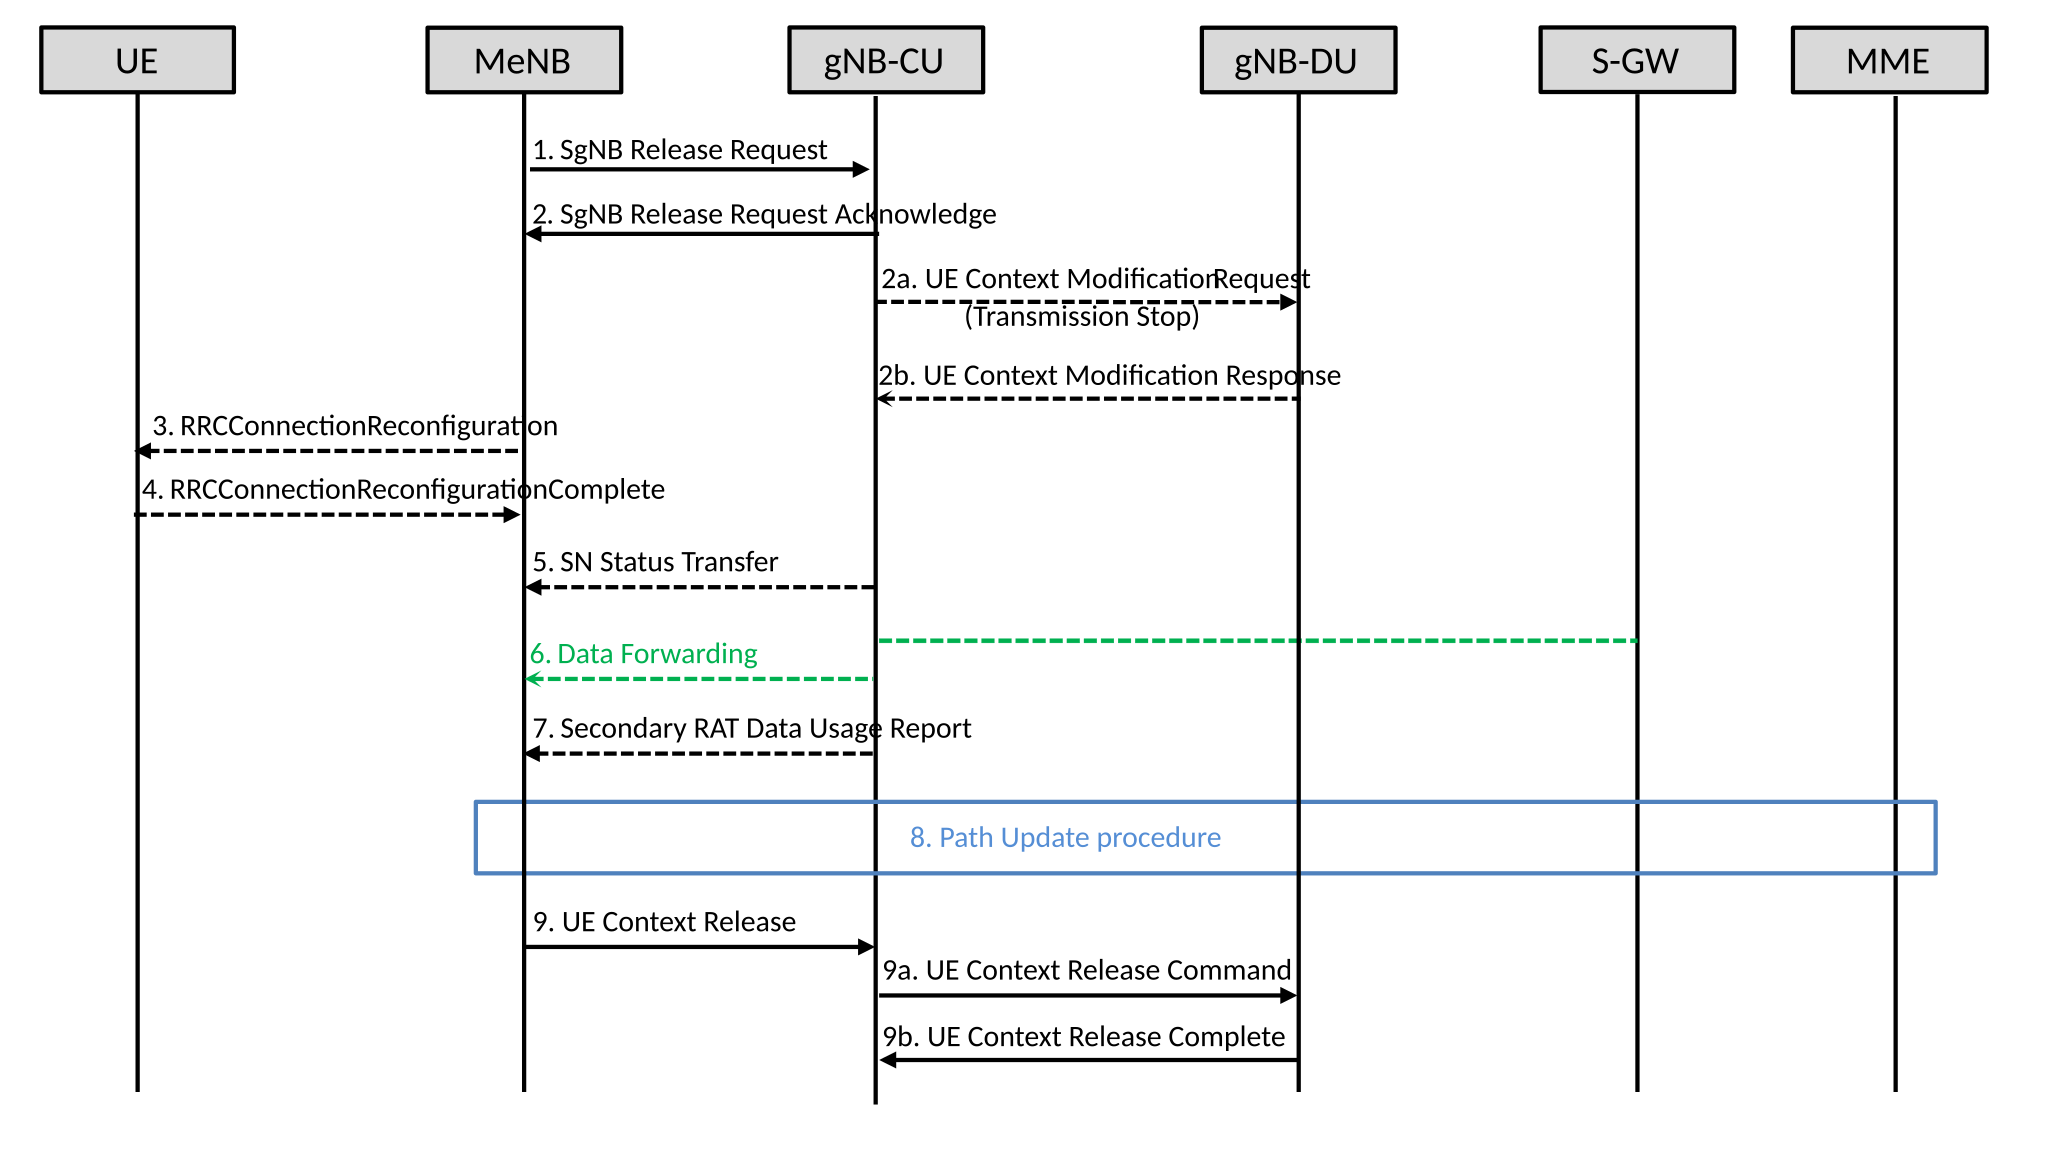 UE
MeNB
gNB-CU
gNB-DU
S-GW
MME
1. SgNB Release Request
2. SgNB Release Request Acknowledge
2a. UE Context Modification Request
(Transmission Stop)
2b. UE Context Modification Response
3. RRCConnectionReconfiguration
4. RRCConnectionReconfigurationComplete
5. SN Status Transfer
6. Data Forwarding
7. Secondary RAT Data Usage Report
8. Path Update procedure
9. UE Context Release
9a. UE Context Release Command
9b. UE Context Release Complete